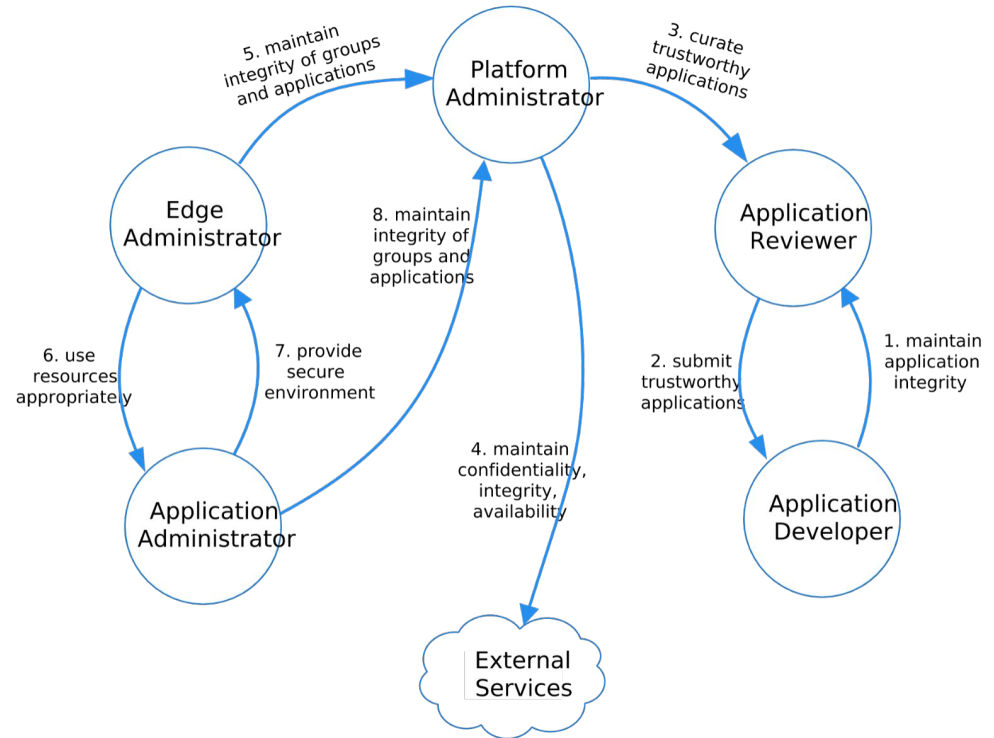 5. maintain
integrity of groups
and applications
Platform
Administrator
3. curate
trustworthy
applications
Edge
Administrator
8. maintain
integrity of
groups and
applications
Application
Reviewer
6. use
resources
appropriately
7. provide
secure
environment
2. submit
trustworthy
applications
1. maintain
application
integrity
4. maintain
confidentiality,
integrity,
availability
Application
Administrator
Application
Developer
External
Services